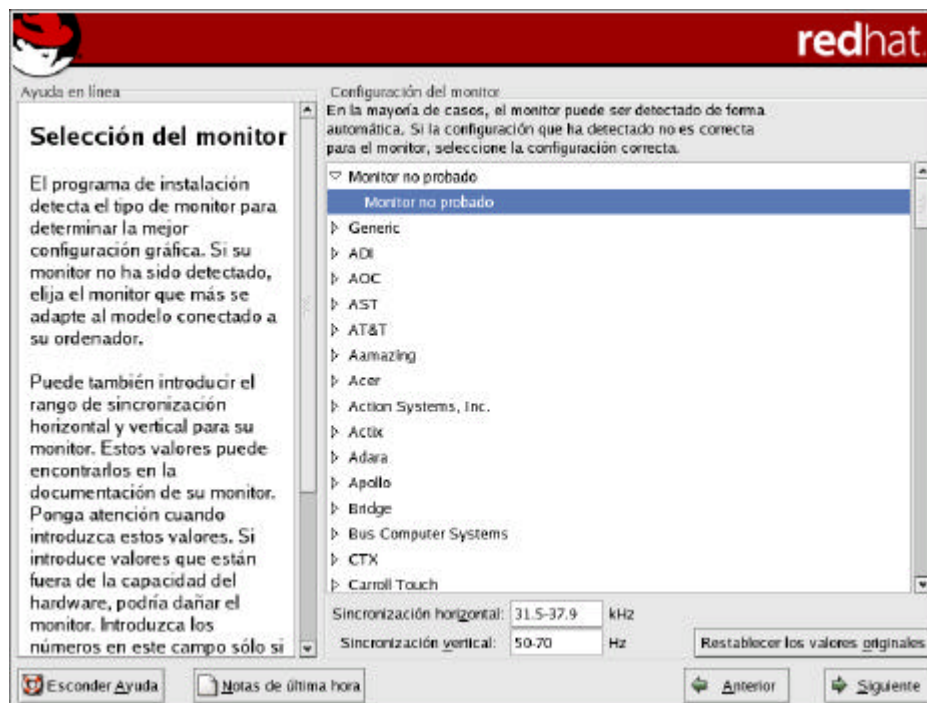 redhat.
Ayuda en línea
Selección del monitor
El programa de instalación
detecta el tipo de monitor para
determinar la mejor
configuración gráfica. Si su
monitor no ha sido detectado,
elija el monitor que más se
adapte al modelo conectado a
su ordenador.
Puede también introducir el
rango de sincronización
horizontal y vertical para su
monitor. Estos valores puede
encontrarlos en la
documentación de su monitor.
Ponga atención cuando
introduzca estos valores. Si
introduce valores que están
fuera de la capacidad del
hardware, podría dañar el
monitor. Introduzca los
números en este campo sólo si
Configuración del monitor
En la mayoría de casos, el monitor puede ser detectado de forma
automática. Si la configuración que ha detectado no es correcta
para el monitor, seleccione la configuración correcta.
Monitor no probado
Monitor no probado
Generic
ADI
AOC
AST
AT&T
Aamazing
Acer
Action Systems, Inc.
Actix
Adara
Apollo
Bridge
Bus Computer Systems
CTX
Carroll Touch
Sincronización horizontal: 31.5-37.9 kHz
Sincronización vertical: 50-70 Hz
Restablecer los valores originales
Esconder Ayuda
Notas de última hora
Anterior
Siguiente